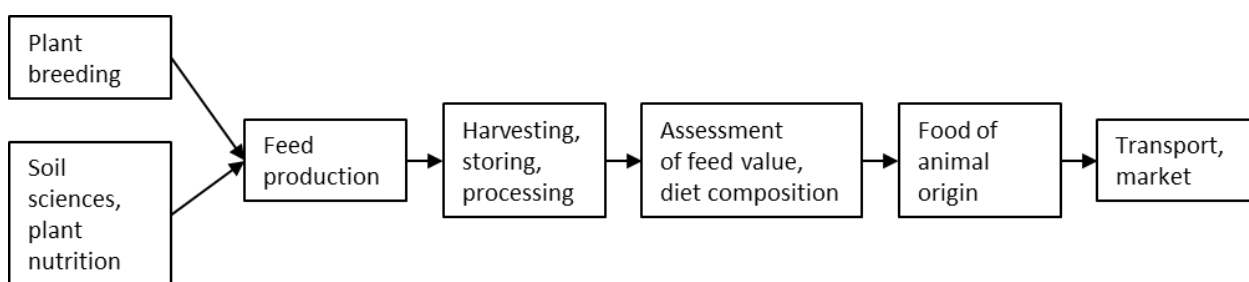 Plant
breeding
Soil
sciences,
plant
nutrition
Feed
production
Harvesting,
storing,
processing
Assessment
of feed value,
diet composition
Food of
animal
origin
Transport,
market